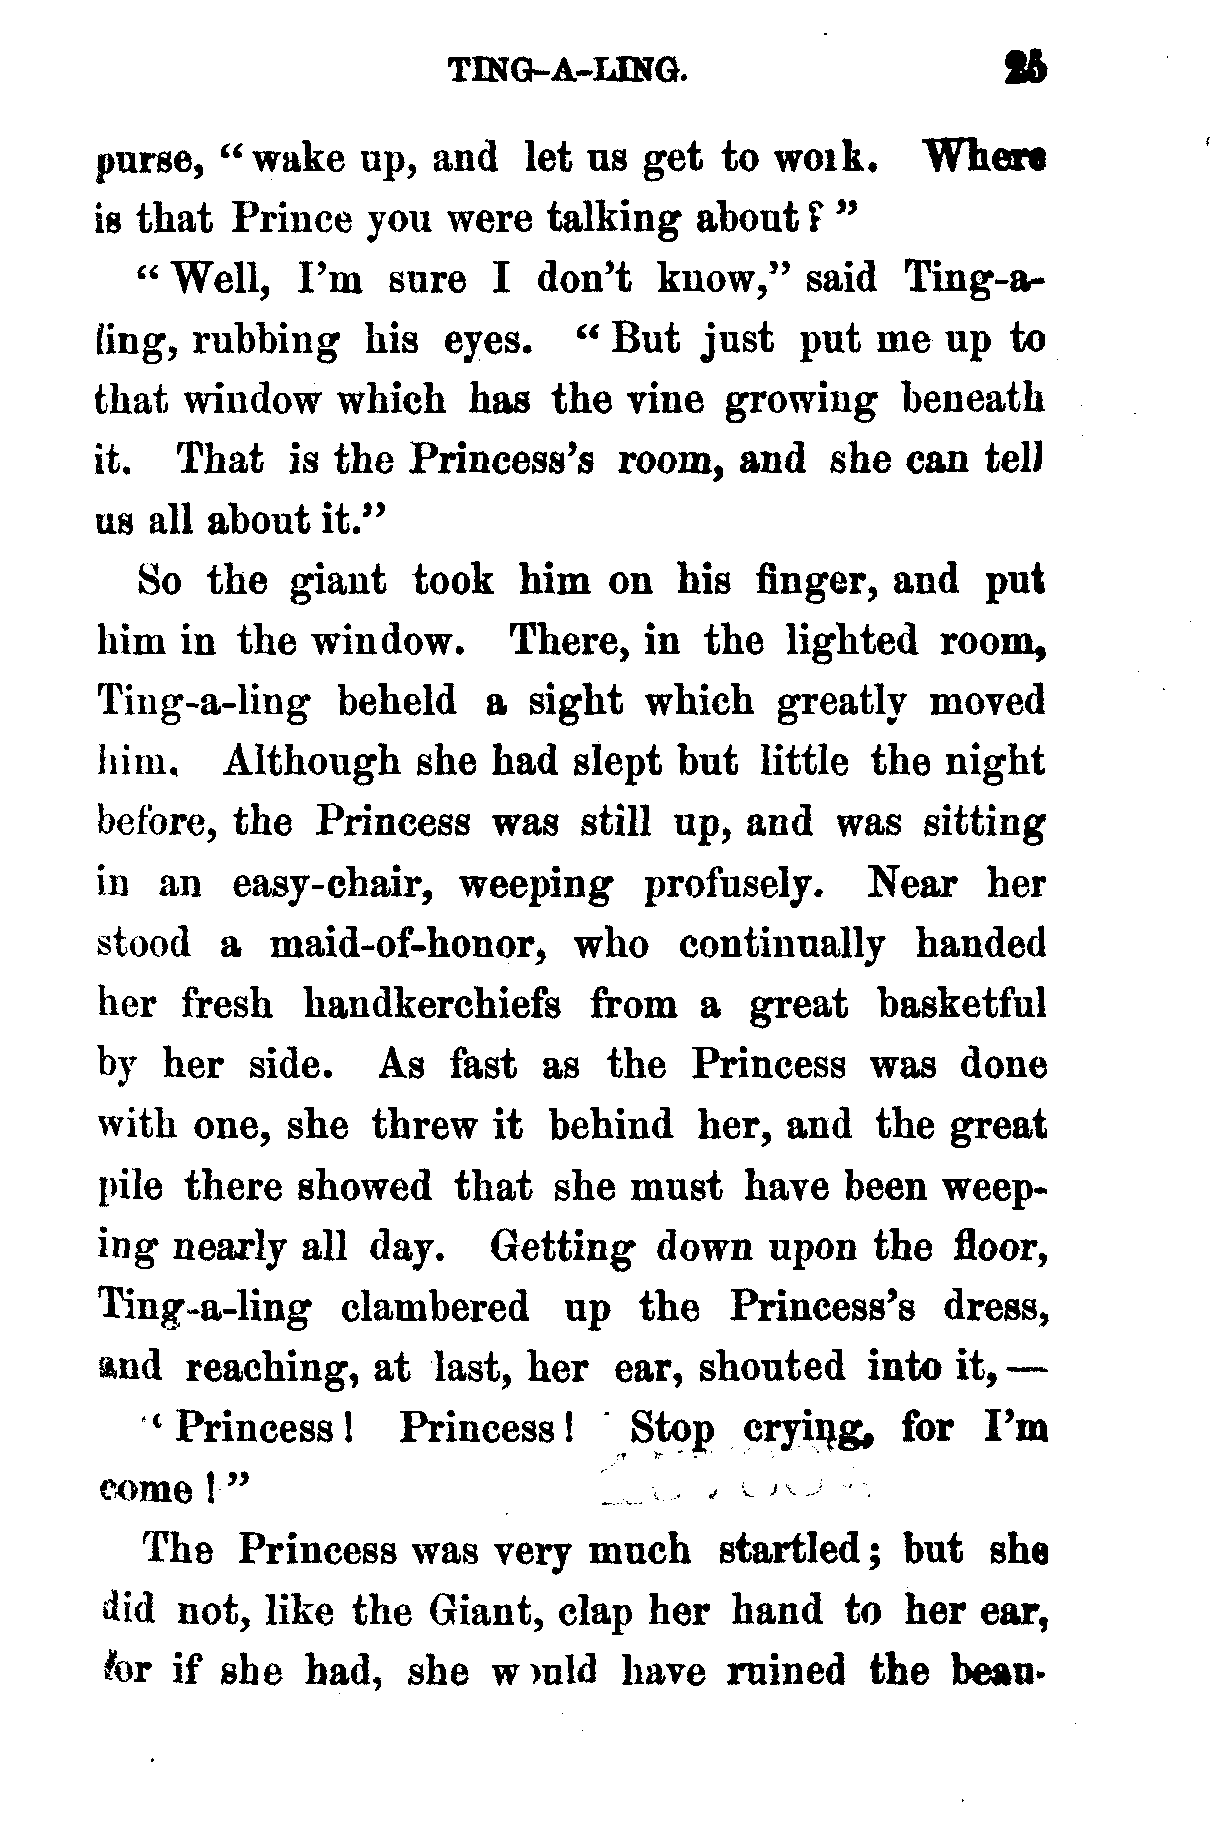 TING-A-LING. 25
purse, “ wake up, and let us get to work. Where
is that Prince you were talking about ? ”
“ Well, I’m sure I don’t know,” said Ting-a-
ling, rubbing his eyes. “ But just put me up to
that window which has the vine growing beneath
it. That is the Princess’s room, and she can tell
us all about it.”
So the giant took him on his finger, and put
him in the window. There, in the lighted room,
Ting-a-ling beheld a sight which greatly moved
him. Although she had slept but little the night
before, the Princess was still up, and was sitting
in an easy-chair, weeping profusely. Near her
stood a maid-of-honor, who continually handed
her fresh handkerchiefs from a great basketful
by her side. As fast as the Princess was done
with one, she threw it behind her, and the great
pile there showed that she must have been weep-
ing nearly all day. Getting down upon the floor,
Ting-a-ling clambered up the Princess’s dress,
and reaching, at last, her ear, shouted into it, —
“ Princess ! Princess ! Stop crying, for I’m
come ! ”
The Princess was very much startled ; but she
did not, like the Giant, clap her hand to her ear,
for if she had, she would have ruined the beau-